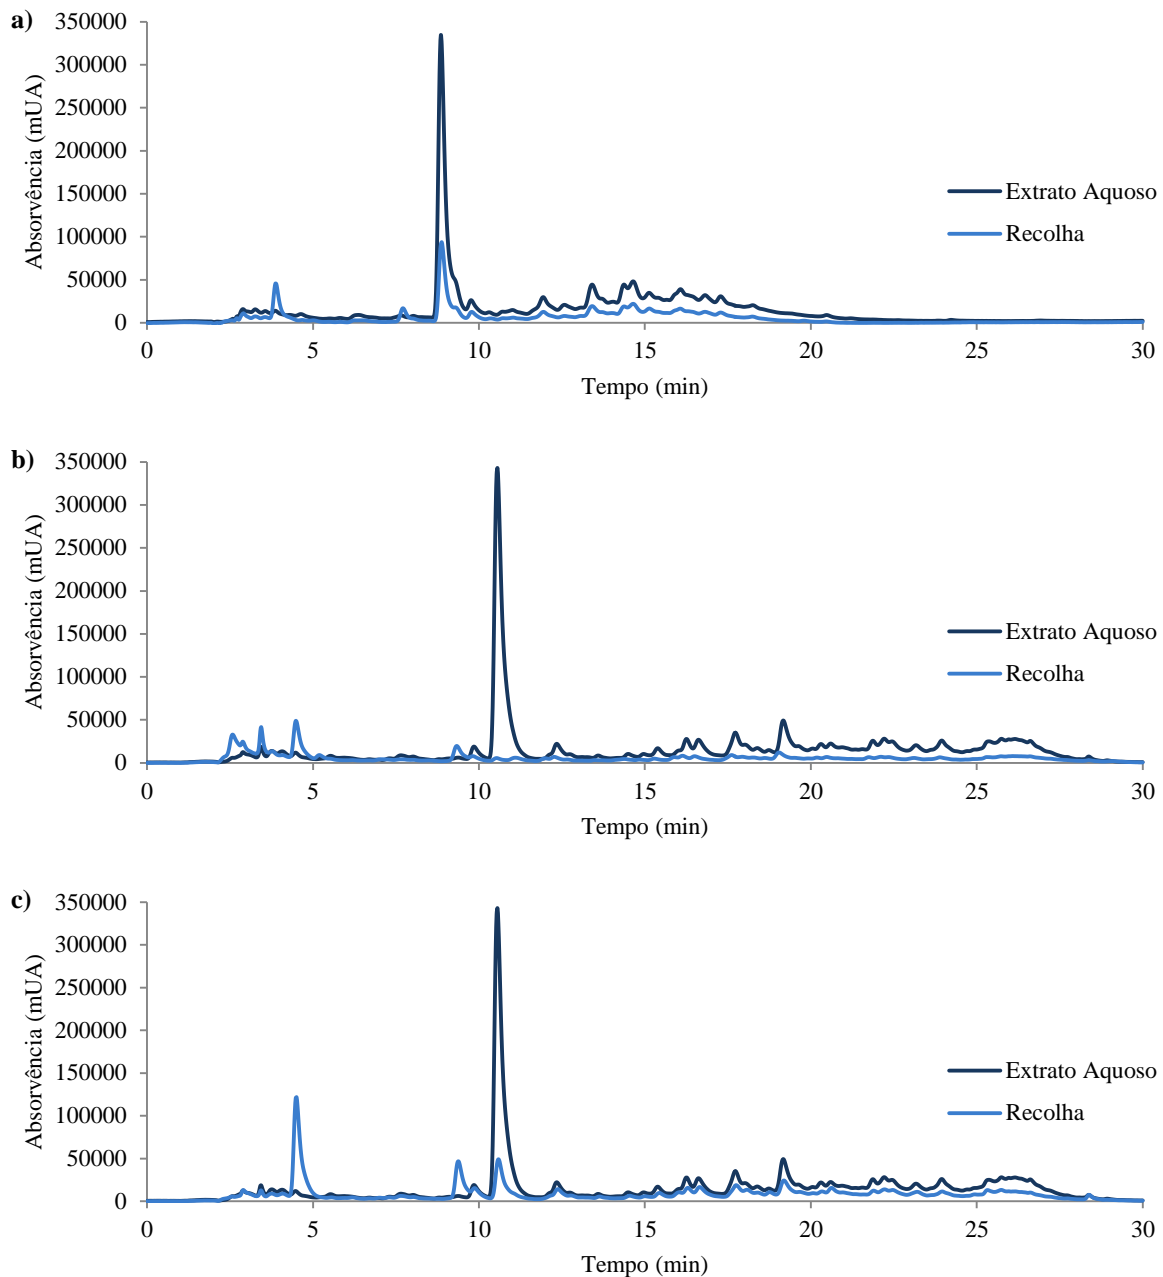 a)
350000
300000
250000
200000
150000
100000
50000
0
Absorvência (mUA)
0 5 10 15 20 25 30
Tempo (min)
Extrato Aquoso
Recolha
b)
350000
300000
250000
200000
150000
100000
50000
0
Absorvência (mUA)
0 5 10 15 20 25 30
Tempo (min)
Extrato Aquoso
Recolha
c)
350000
300000
250000
200000
150000
100000
50000
0
Absorvência (mUA)
0 5 10 15 20 25 30
Tempo (min)
Extrato Aquoso
Recolha